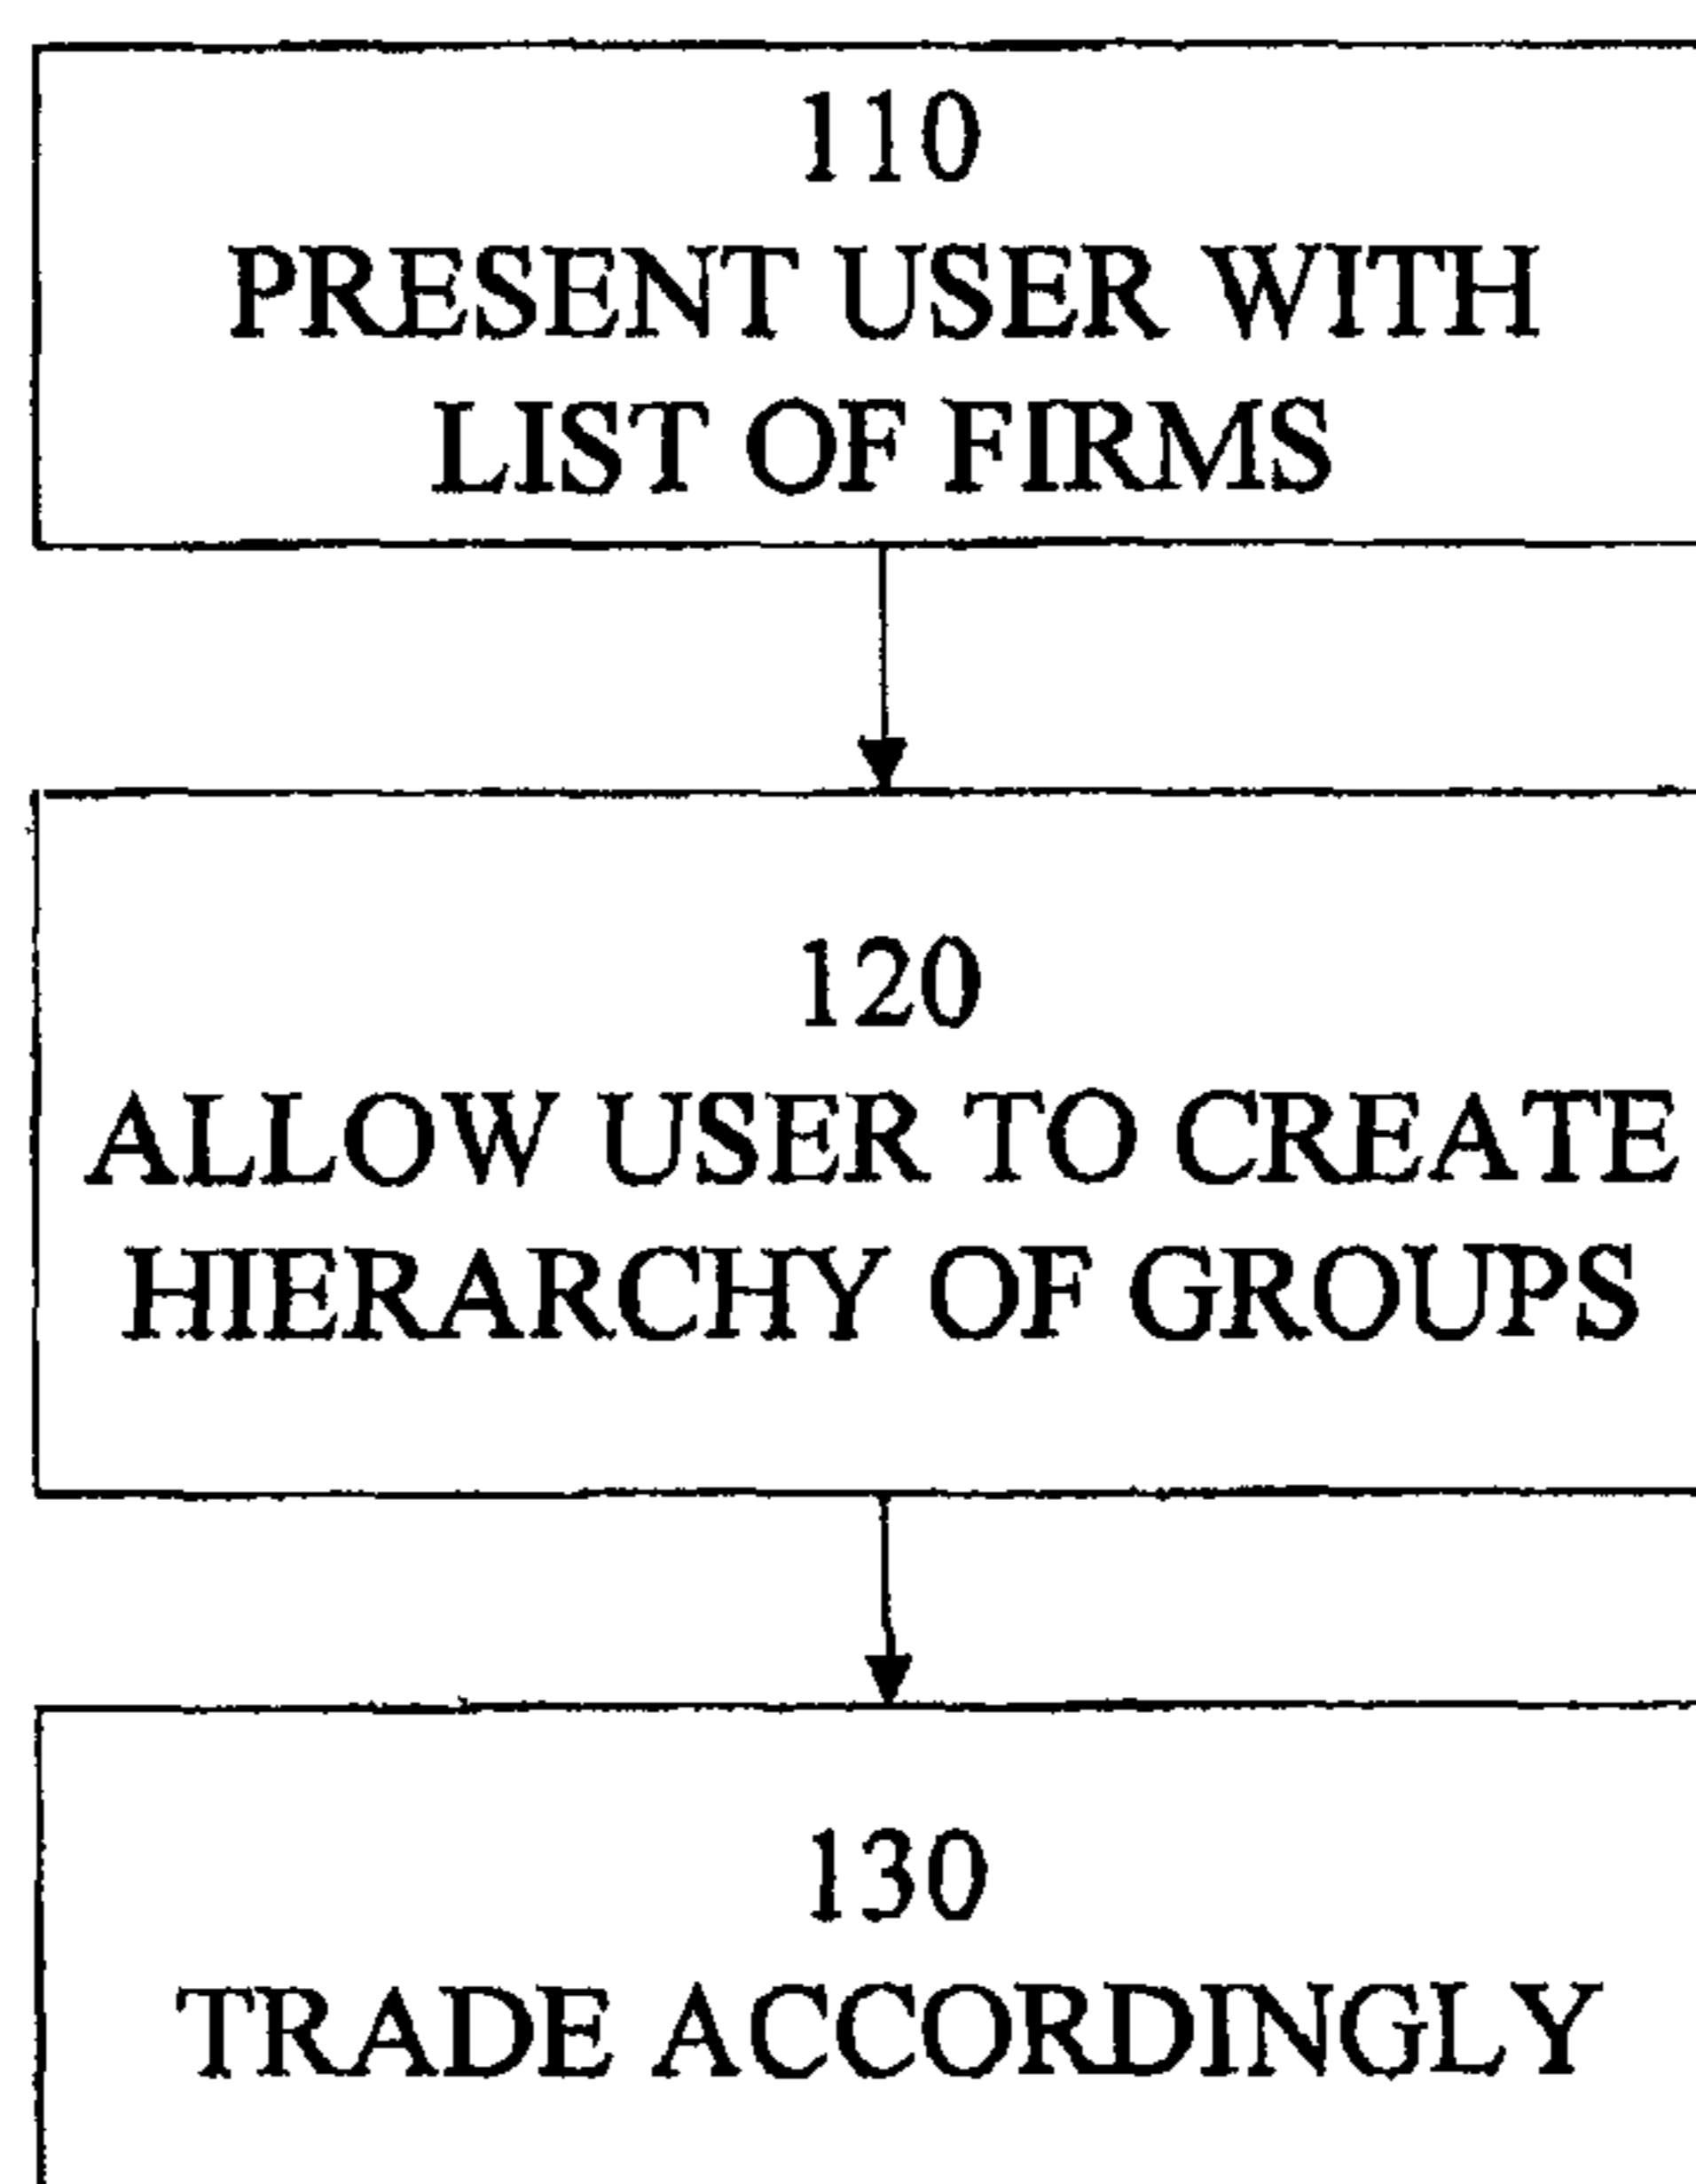 110
PRESENT USER WITH
LIST OF FIRMS
120
ALLOW USER TO CREATE
HIERARCHY OF GROUPS
130
TRADE ACCORDINGLY